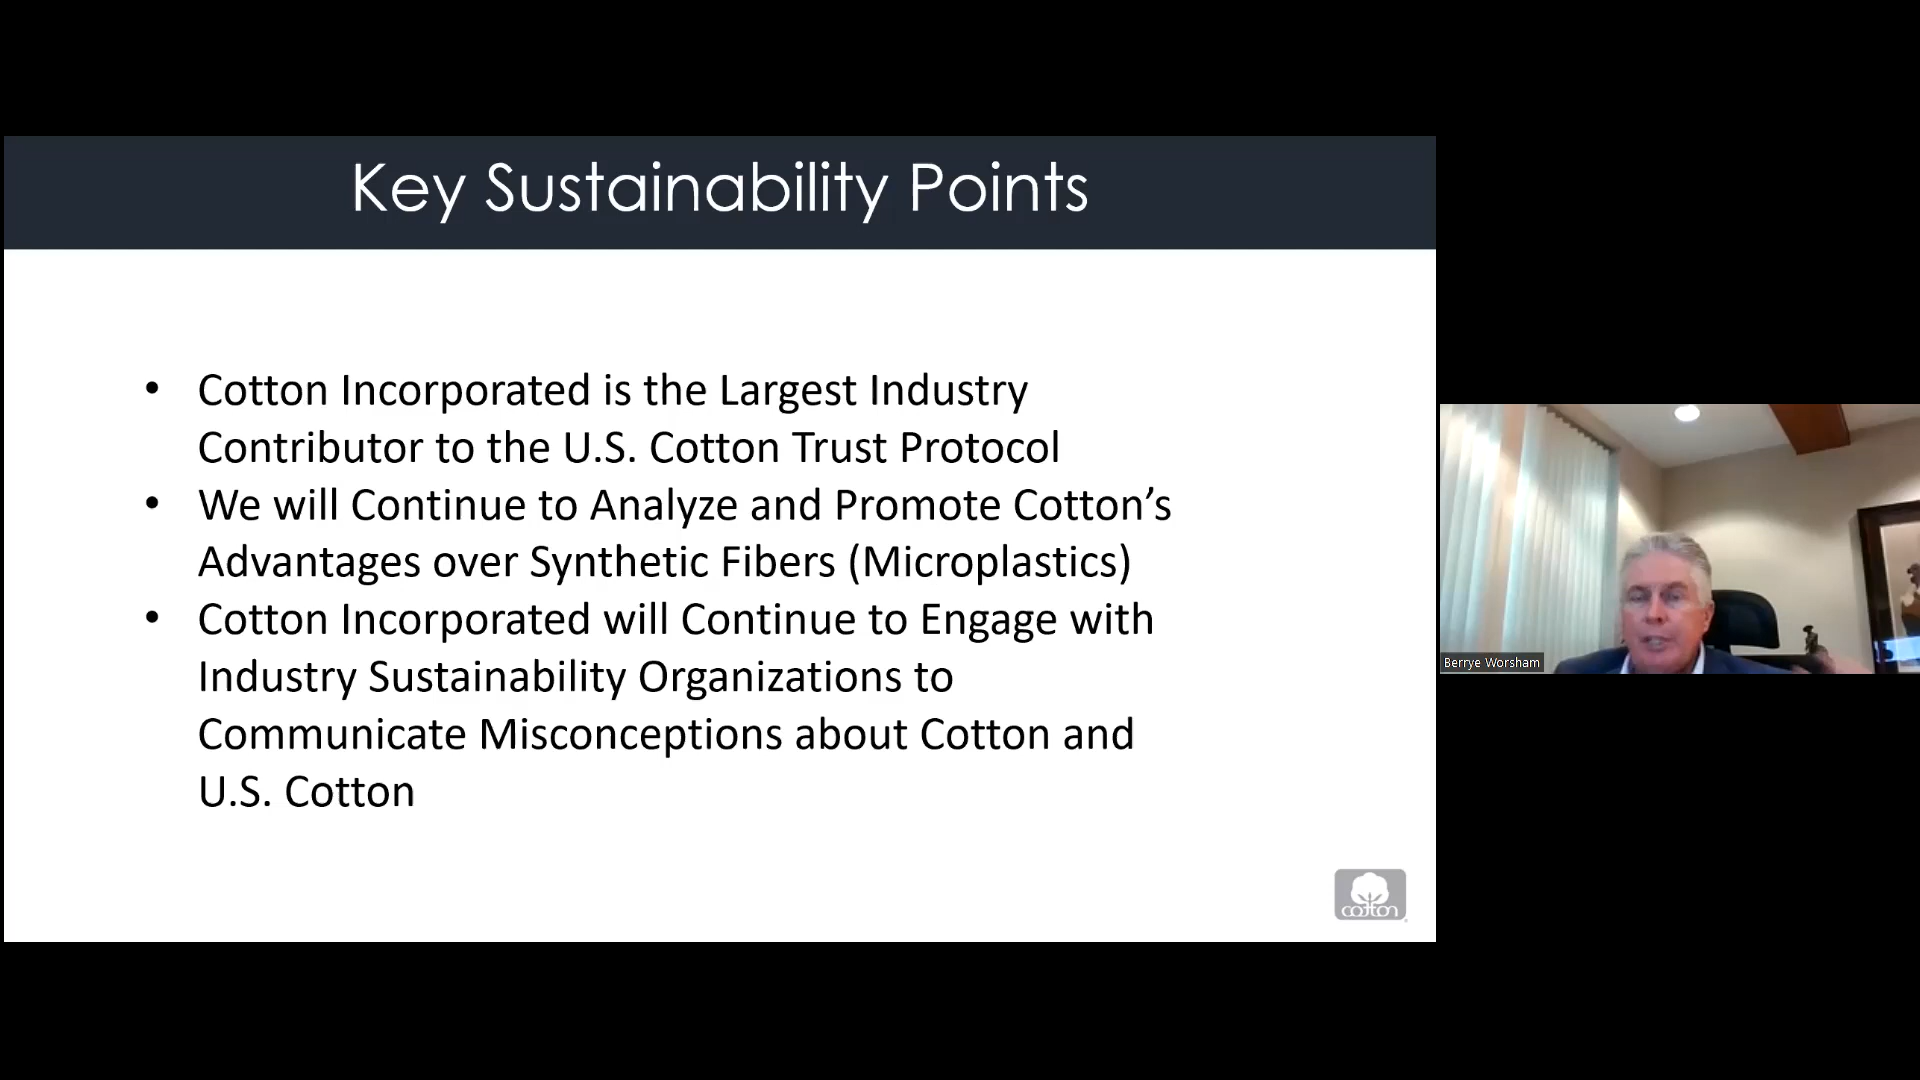 Key Sustainability Points
• Cotton Incorporated is the Largest Industry
Contributor to the U.S. Cotton Trust Protocol
• We will Continue to Analyze and Promote Cotton’s
Advantages over Synthetic Fibers (Microplastics)
• Cotton Incorporated will Continue to Engage with
Industry Sustainability Organizations to
Communicate Misconceptions about Cotton and
U.S. Cotton
cotton
Berrye Worsham